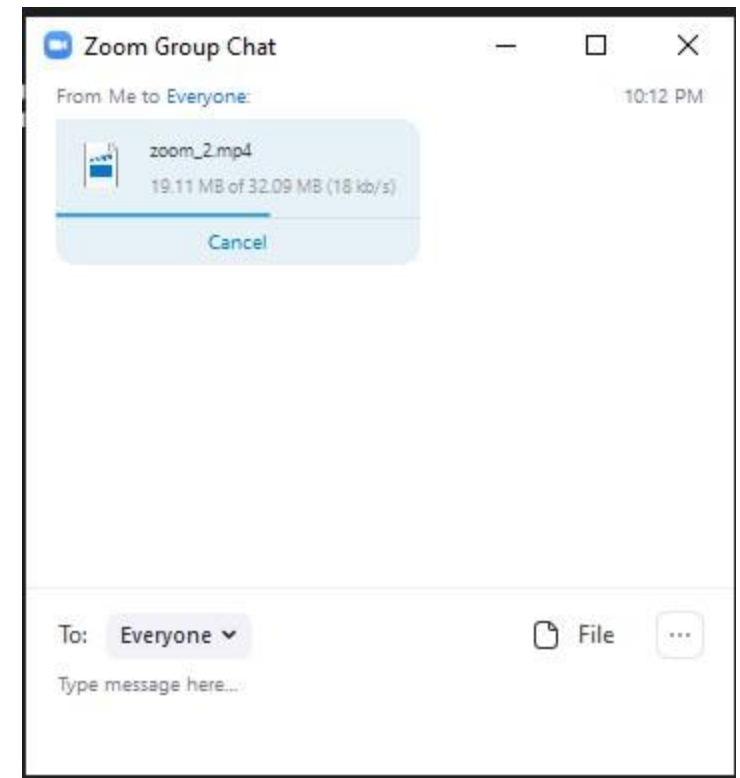 Zoom Group Chat
From Me to Everyone: 10:12 PM
zoom_2.mp4
19.11 MB of 32.09 MB (18 kb/s)
Cancel
To: Everyone File ...
Type message here...